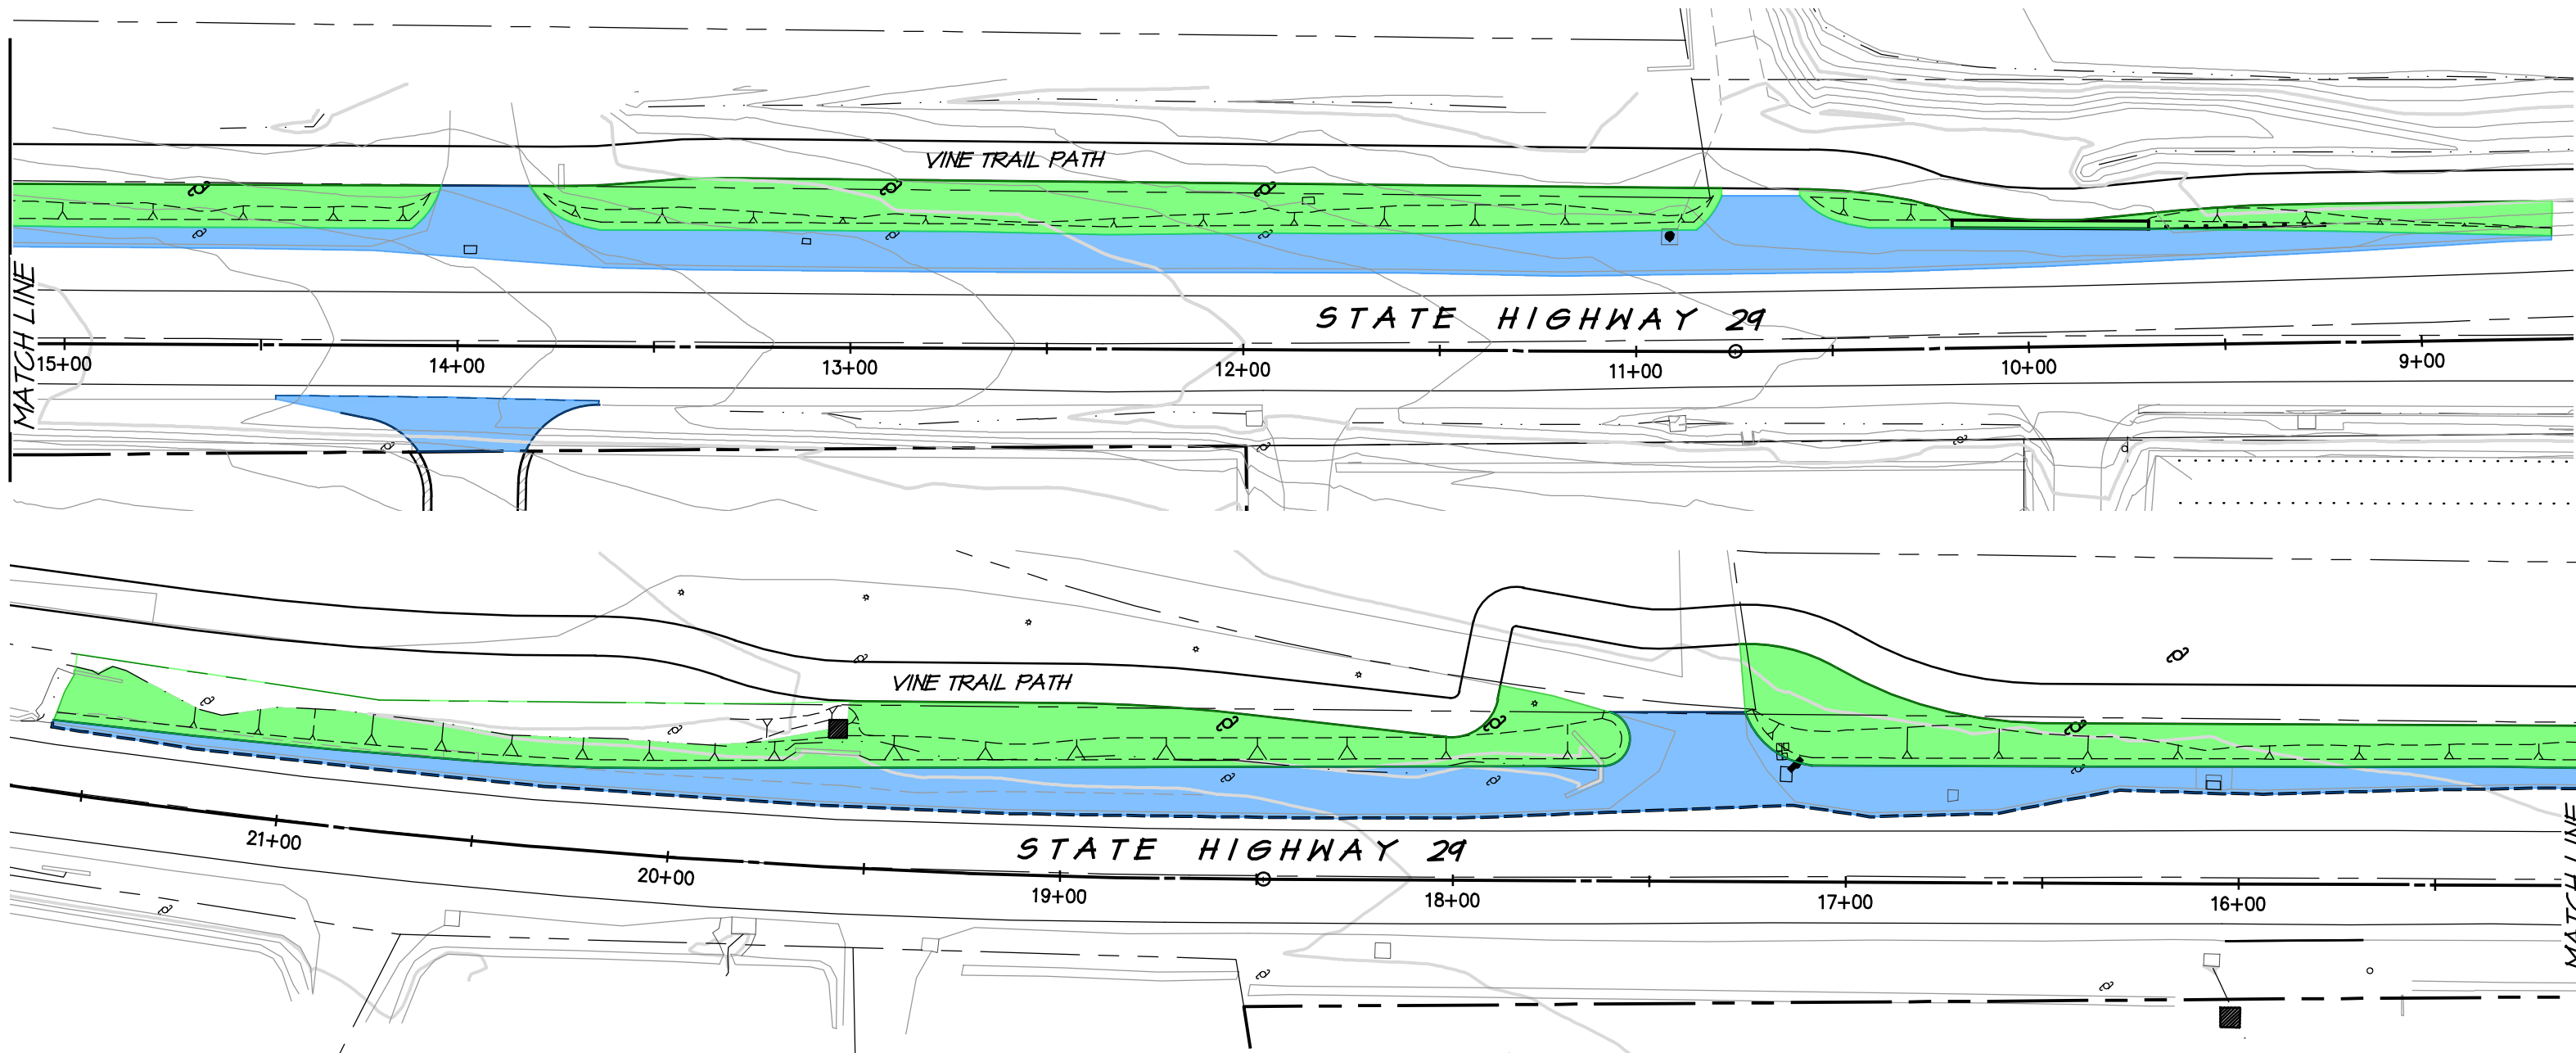 VINE TRAIL PATH
STATE HIGHWAY 29
MATCH LINE
15+00
14+00
13+00
12+00
11+00
10+00
9+00
VINE TRAIL PATH
STATE HIGHWAY 29
MATCH LINE
21+00
20+00
19+00
18+00
17+00
16+00